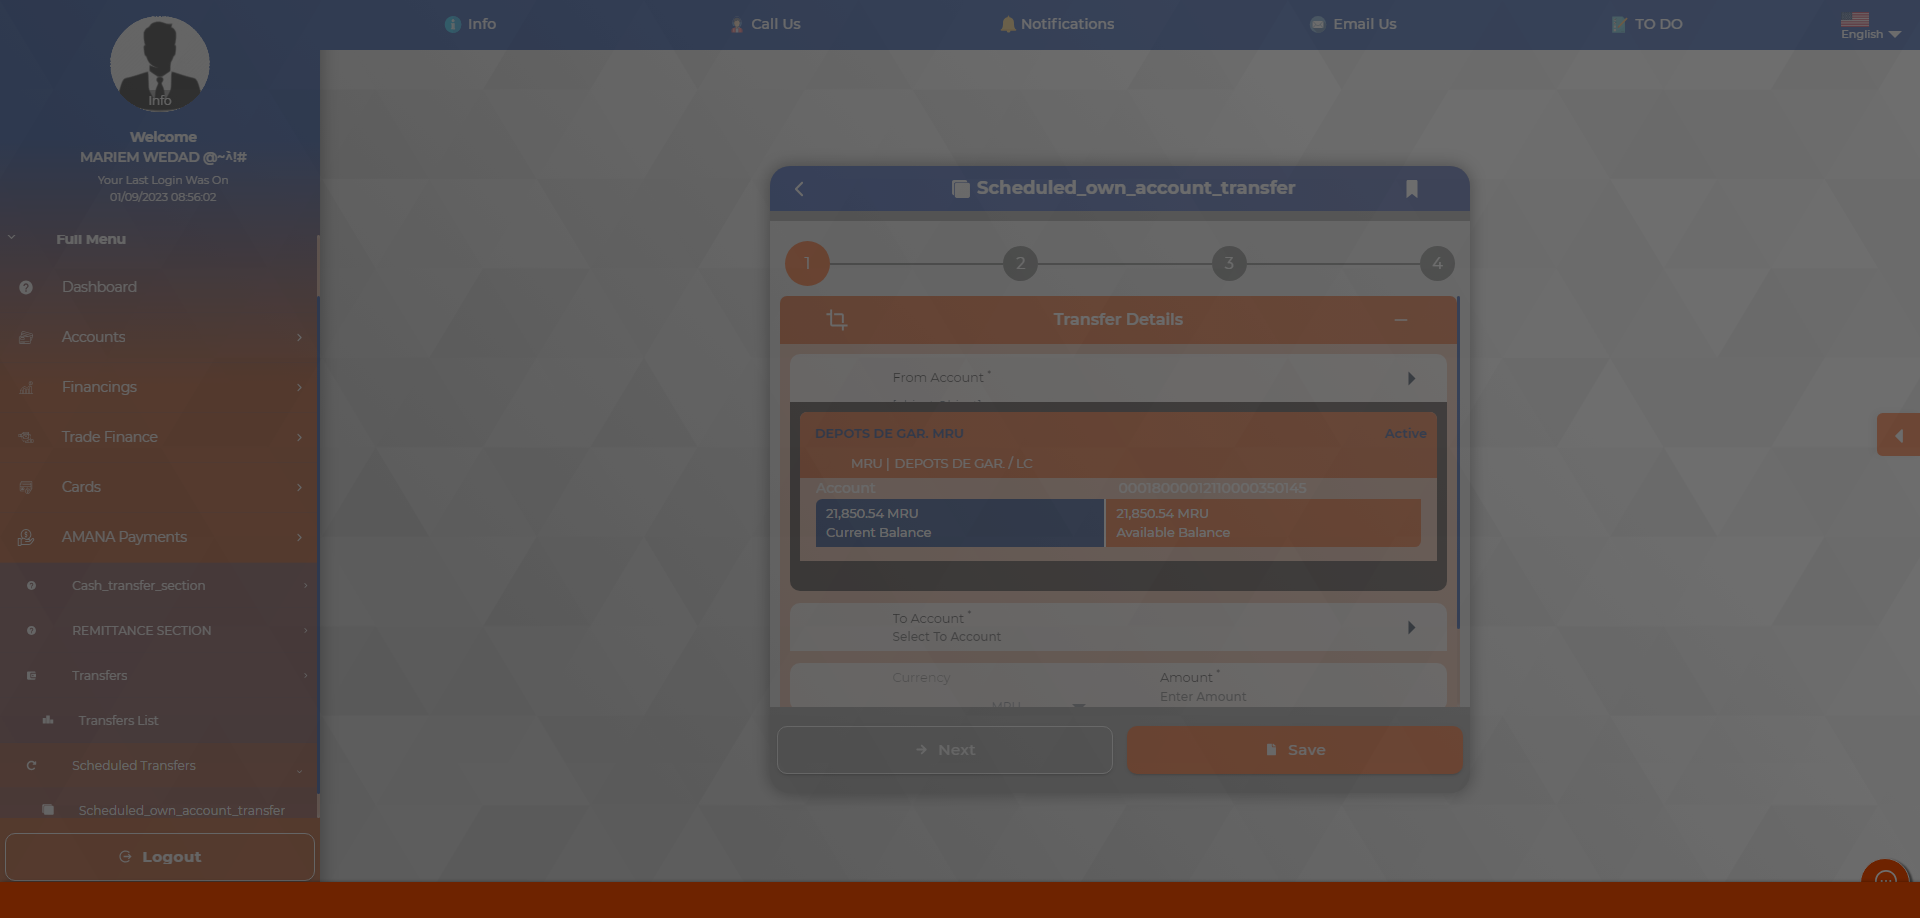 Info
Call Us
Notifications
Email Us
TO DO
English
Info
Welcome
MARIEM WEDAD @~ﻼ!#
Your Last Login Was On
01/09/2023 08:56:02
Full Menu
Dashboard
Accounts
Financings
Trade Finance
Cards
AMANA Payments
Cash_transfer_section
REMITTANCE SECTION
Transfers
Transfers List
Scheduled Transfers
Scheduled_own_account_transfer
Logout
Scheduled_own_account_transfer
1 2 3 4
Transfer Details
From Account *
DEPOTS DE GAR. MRU Active
MRU | DEPOTS DE GAR. / LC
Account 00018000012110000350145
21,850.54 MRU
Current Balance
21,850.54 MRU
Available Balance
To Account *
Select To Account
Currency
MRU
Amount *
Enter Amount
Next
Save